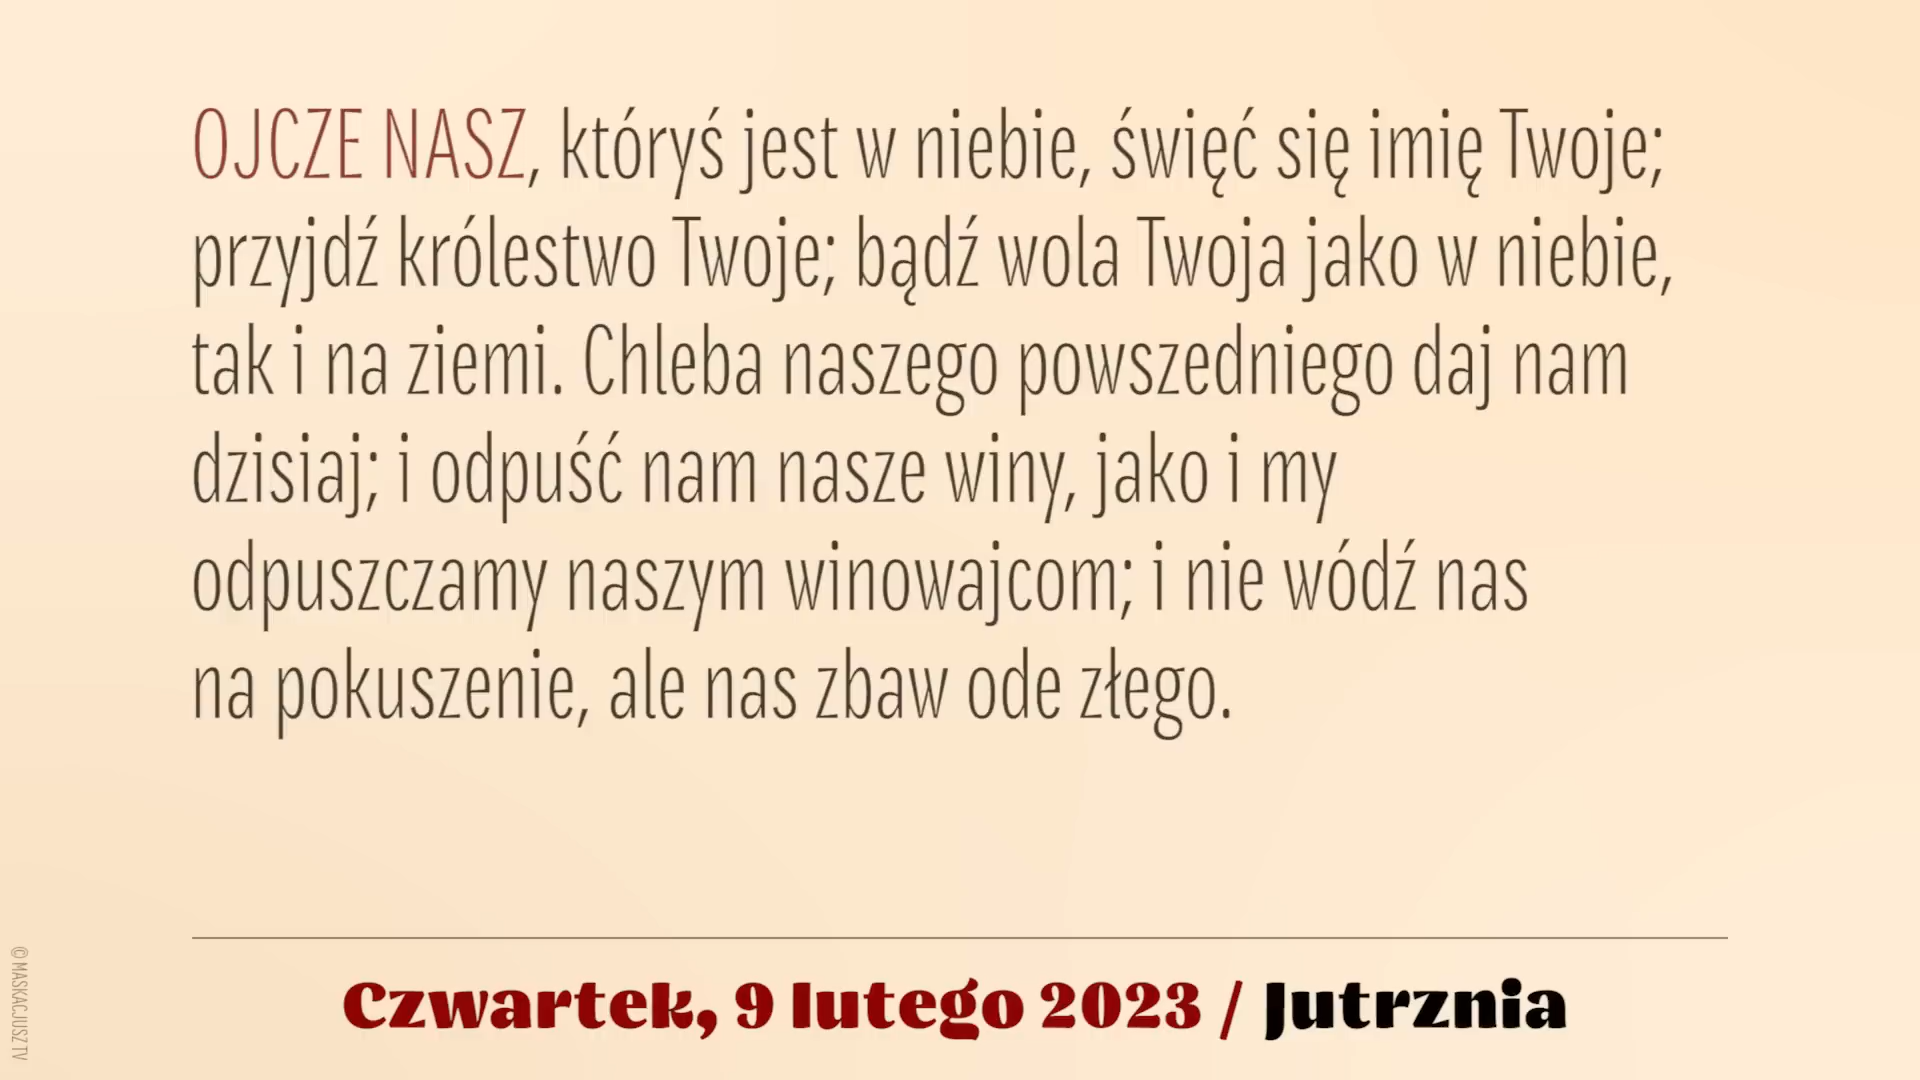 OJCZE NASZ, któryś jest w niebie, święć się imię Twoje;
przyjdź królestwo Twoje; bądź wola Twoja jako w niebie,
tak i na ziemi. Chleba naszego powszedniego daj nam
dzisiaj; i odpuść nam nasze winy, jako i my
odpuszczamy naszym winowajcom; i nie wódź nas
na pokuszenie, ale nas zbaw ode złego.
Czwartek, 9 lutego 2023 / Jutrznia
© MASKACJUSZ TV